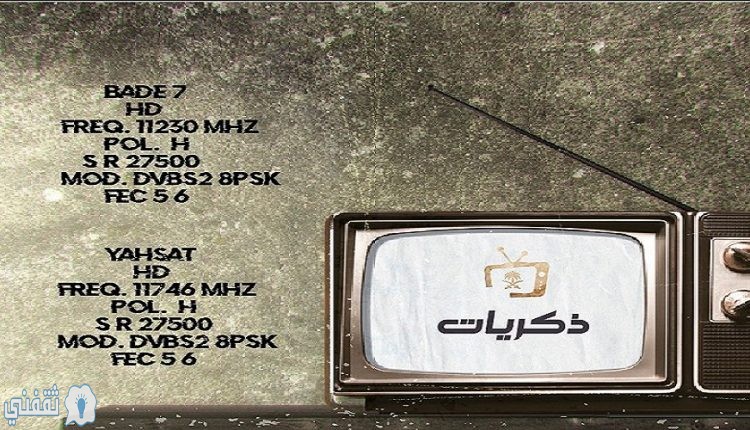 BADE 7
HD
FREQ. 11230 MHZ
POL. H
S R 27500
MOD. DVBS2 8PSK
FEC 5 6
YAHSAT
HD
FREQ. 11746 MHZ
POL. H
S R 27500
MOD. DVBS2 8PSK
FEC 5 6
ذكريات
ثقفني